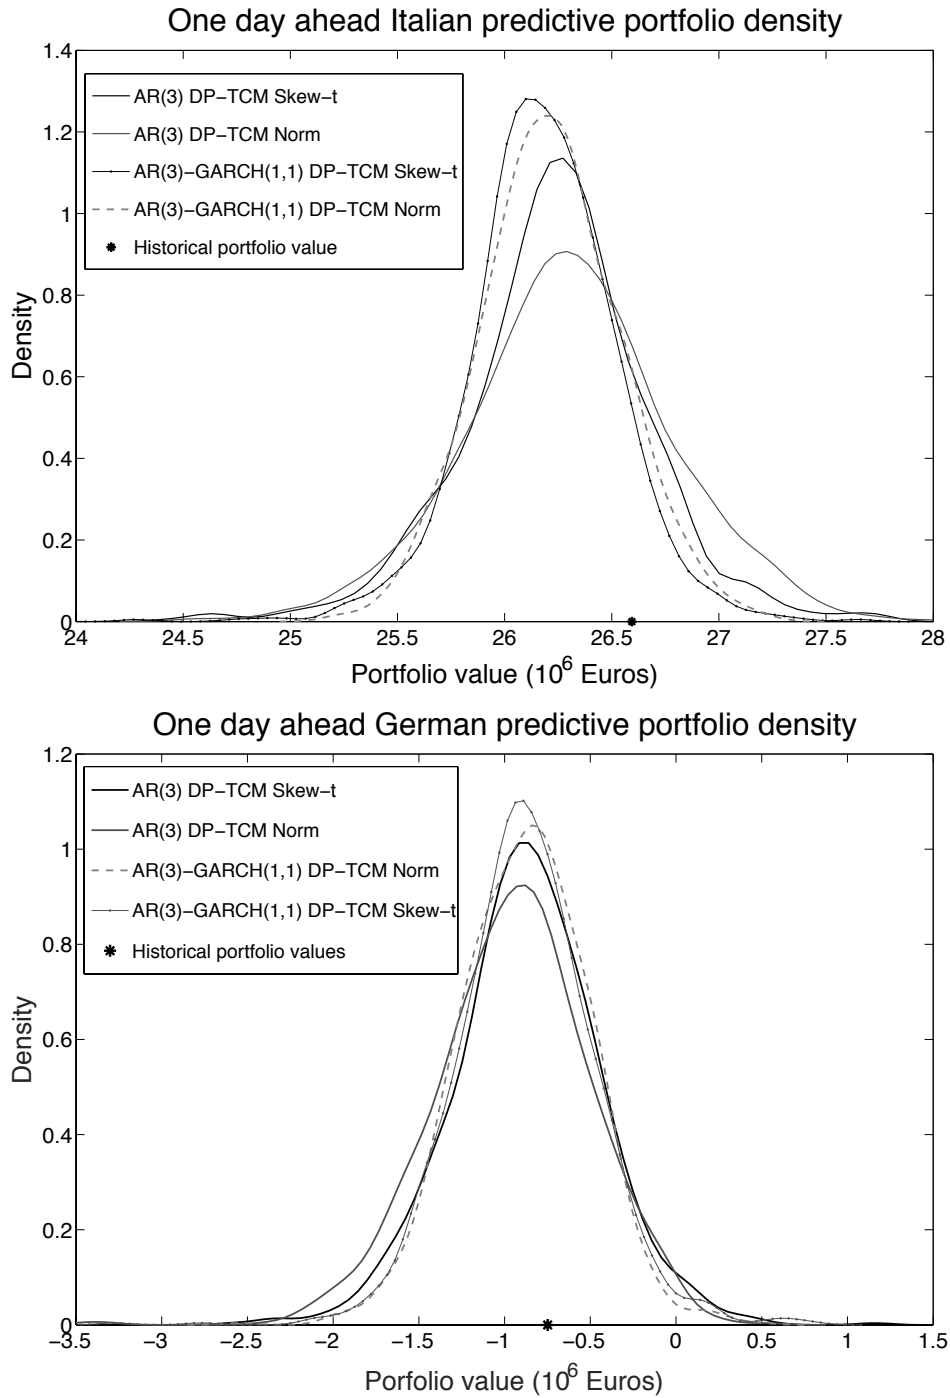 One day ahead Italian predictive portfolio density
1.4
AR(3) DP−TCM Skew−t
AR(3) DP−TCM Norm
AR(3)−GARCH(1,1) DP−TCM Skew−t
AR(3)−GARCH(1,1) DP−TCM Norm
Historical portfolio value
1.2
1
0.8
0.6
0.4
0.2
0
Density
24 24.5 25 25.5 26 26.5 27 27.5 28
Portfolio value (10^6 Euros)
One day ahead German predictive portfolio density
1.2
AR(3) DP−TCM Skew−t
AR(3) DP−TCM Norm
AR(3)−GARCH(1,1) DP−TCM Norm
AR(3)−GARCH(1,1) DP−TCM Skew−t
Historical portfolio values
1
0.8
0.6
0.4
0.2
0
Density
−3.5 −3 −2.5 −2 −1.5 −1 −0.5 0 0.5 1 1.5
Porfolio value (10^6 Euros)